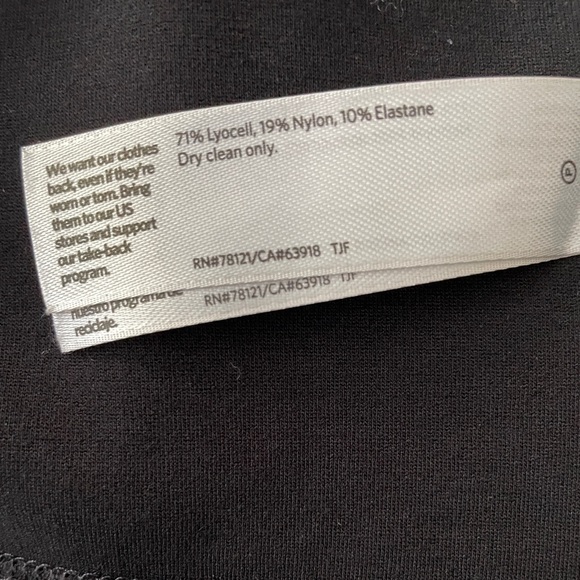 We want our clothes
back, even if they're
worn or torn. Bring
them to our US
stores and support
our take-back
program.
71% Lyocell, 19% Nylon, 10% Elastane
Dry clean only.
RN#78121/CA#63918 TJF
P
nuestro programa de
reciclaje.
RN#78121/CA#63918 TJF